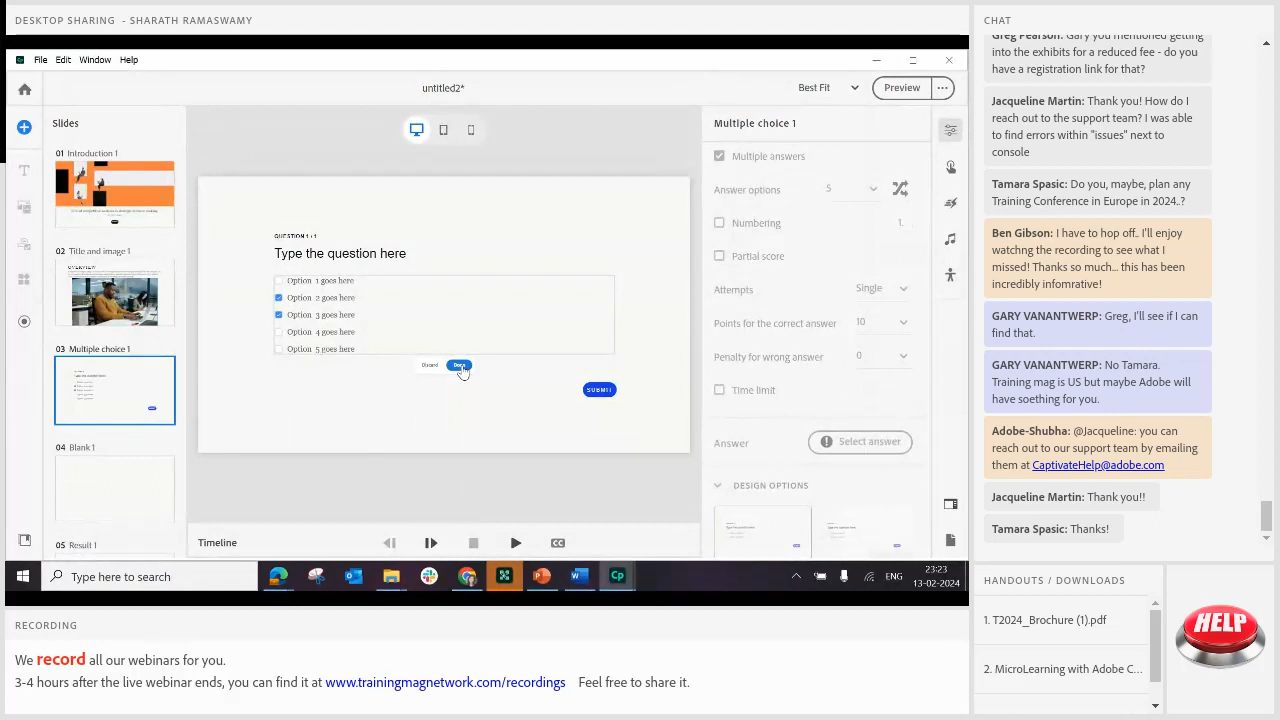 DESKTOP SHARING - SHARATH RAMASWAMY
Cp File Edit Window Help
untitled2*
Best Fit
Preview
Slides
01 Introduction 1
02 Title and image 1
OVERVIEW
03 Multiple choice 1
04 Blank 1
05 Result 1
QUESTION 1 / 1
Type the question here
Option 1 goes here
Option 2 goes here
Option 3 goes here
Option 4 goes here
Option 5 goes here
Discard
Done
SUBMIT
Timeline
CC
Multiple choice 1
Multiple answers
Answer options 5
Numbering 1.
Partial score
Attempts Single
Points for the correct answer 10
Penalty for wrong answer 0
Time limit
Answer Select answer
DESIGN OPTIONS
Type here to search
Cp
ENG
23:23
13-02-2024
RECORDING
We record all our webinars for you.
3-4 hours after the live webinar ends, you can find it at www.trainingmagnetwork.com/recordings Feel free to share it.
CHAT
Greg Pearson: Gary you mentioned getting
into the exhibits for a reduced fee - do you
have a registration link for that?
Jacqueline Martin: Thank you! How do I
reach out to the support team? I was able
to find errors within "issues" next to
console
Tamara Spasic: Do you, maybe, plan any
Training Conference in Europe in 2024..?
Ben Gibson: I have to hop off.. I'll enjoy
watchng the recording to see what I
missed! Thanks so much... this has been
incredibly infomrative!
GARY VANANTWERP: Greg, I'll see if I can
find that.
GARY VANANTWERP: No Tamara.
Training mag is US but maybe Adobe will
have soething for you.
Adobe-Shubha: @Jacqueline: you can
reach out to our support team by emailing
them at CaptivateHelp@adobe.com
Jacqueline Martin: Thank you!!
Tamara Spasic: Thanks!
HANDOUTS / DOWNLOADS
1. T2024_Brochure (1).pdf
2. MicroLearning with Adobe C...
HELP